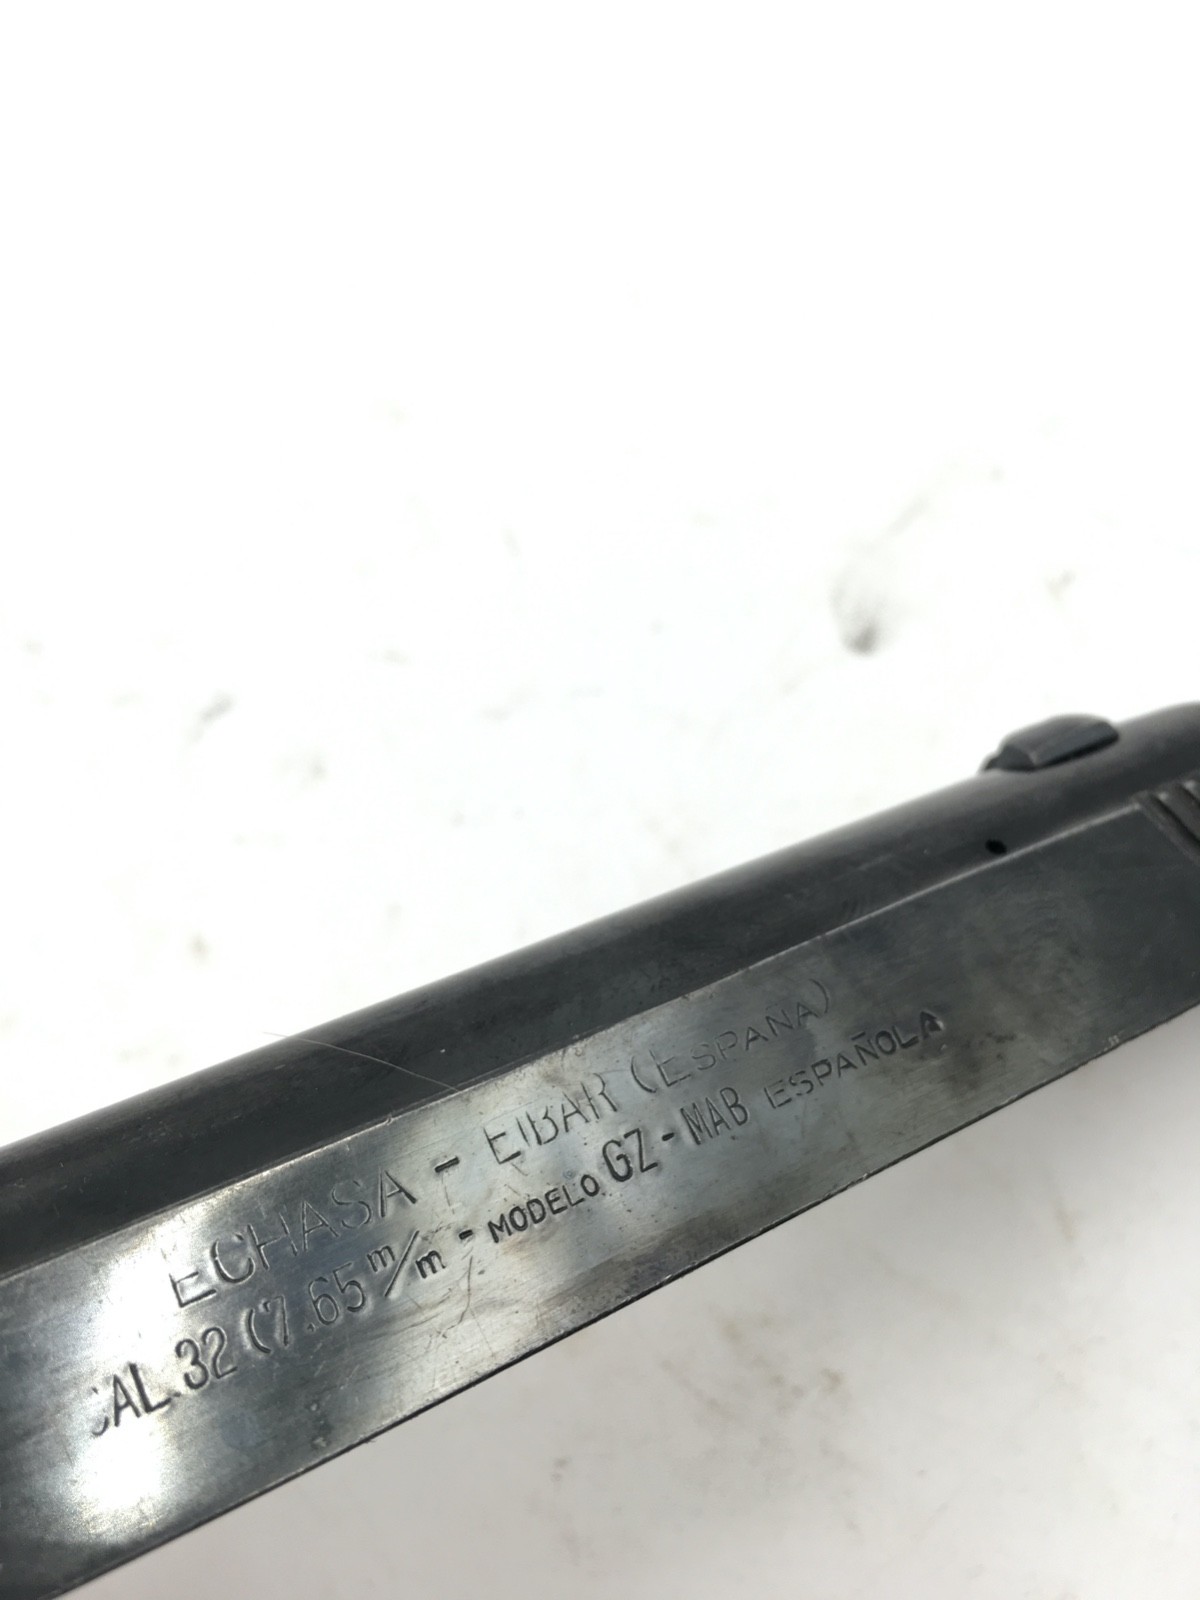 ECHASA - EIBAR (ESPAÑA)
CAL.32 (7.65 m/m - MODELO GZ-MAB ESPAÑOLA